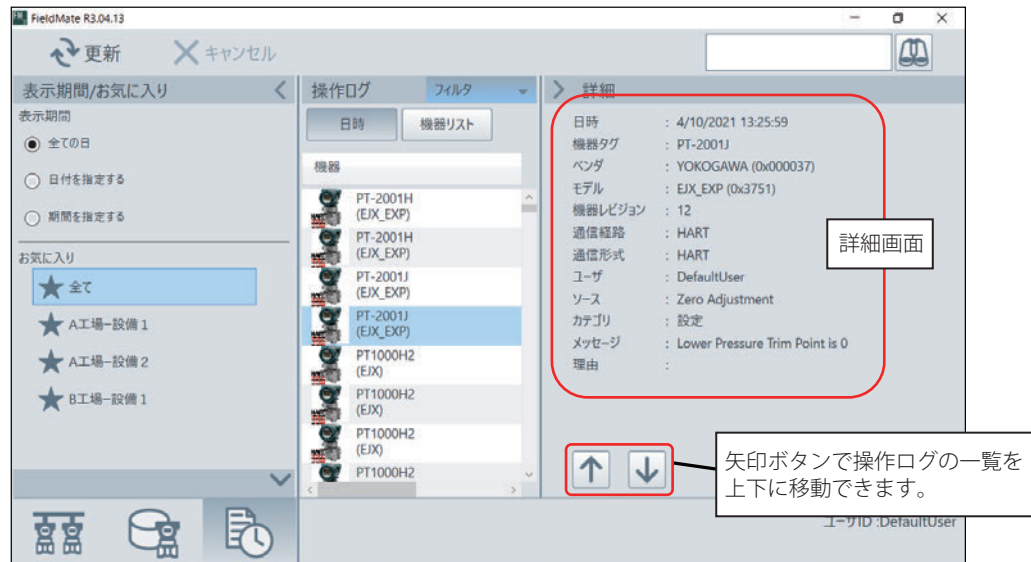 FieldMate R3.04.13
更新 キャンセル
表示期間/お気に入り
表示期間
全ての日
日付を指定する
期間を指定する
お気に入り
全て
A工場-設備 1
A工場-設備 2
B工場-設備 1
操作ログ フィルタ
日時 機器リスト
機器
PT-2001H
(EJX_EXP)
PT-2001H
(EJX_EXP)
PT-2001J
(EJX_EXP)
PT-2001J
(EJX_EXP)
PT1000H2
(EJX)
PT1000H2
(EJX)
PT1000H2
(EJX)
PT1000H2
詳細
日時 : 4/10/2021 13:25:59
機器タグ : PT-2001J
ベンダ : YOKOGAWA (0x000037)
モデル : EJX_EXP (0x3751)
機器レビジョン : 12
通信経路 : HART
通信形式 : HART
ユーザ : DefaultUser
ソース : Zero Adjustment
カテゴリ : 設定
メッセージ : Lower Pressure Trim Point is 0
理由 :
詳細画面
矢印ボタンで操作ログの一覧を
上下に移動できます。
ユーザID :DefaultUser